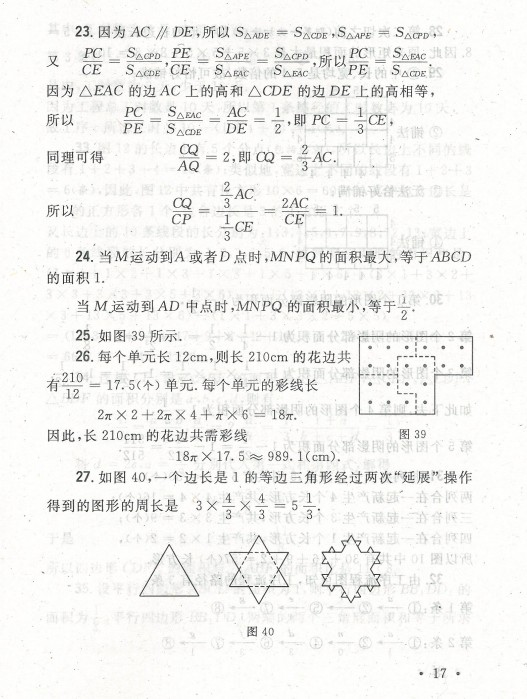 23. 因为 AC ∥ DE,所以 S△ADE = S△CDE, S△APE = S△CPD,
又 PC/CE = S△CPD/S△CDE, PE/CE = S△EAC/S△EAC, 所以 PC/PE = S△EAC/S△CDE.
因为 △EAC 的边 AC 上的高和 △CDE 的边 DE 上的高相等,
所以 PC/PE = S△EAC/S△CDE = AC/DE = 1/2, 即 PC = 1/3 CE,
同理可得 CQ/AQ = 2, 即 CQ = 2/3 AC.
所以 CQ/CP = (2/3 AC)/(1/3 CE) = 2AC/CE = 1.
24. 当 M 运动到 A 或者 D 点时, MNPQ 的面积最大, 等于 ABCD
的面积 1.
当 M 运动到 AD 中点时, MNPQ 的面积最小, 等于 1/2.
25. 如图 39 所示.
26. 每个单元长 12cm, 则长 210cm 的花边共
有 210/12 = 17.5(个) 单元. 每个单元的彩线长
2π × 2 + 2π × 4 + π × 6 = 18π.
因此, 长 210cm 的花边共需彩线
18π × 17.5 ≈ 989.1(cm).
图 39
27. 如图 40, 一个边长是 1 的等边三角形经过两次“延展”操作
得到的图形的周长是 3 × 4/3 × 4/3 = 5 1/3.
图 40
• 17 •